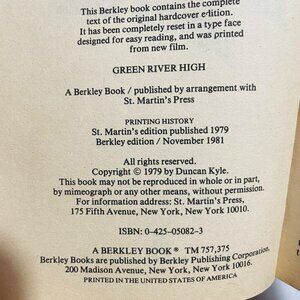 This Berkley book contains the complete
text of the original hardcover edition.
It has been completely reset in a type face
designed for easy reading, and was printed
from new film.
GREEN RIVER HIGH
A Berkley Book / published by arrangement with
St. Martin's Press
PRINTING HISTORY
St. Martin's edition published 1979
Berkley edition / November 1981
All rights reserved.
Copyright © 1979 by Duncan Kyle.
This book may not be reproduced in whole or in part,
by mimeograph or any other means, without permission.
For information address: St. Martin's Press,
175 Fifth Avenue, New York, New York 10010.
ISBN: 0-425-05082-3
A BERKLEY BOOK ® TM 757,375
Berkley Books are published by Berkley Publishing Corporation,
200 Madison Avenue, New York, New York 10016.
PRINTED IN THE UNITED STATES OF AMERICA